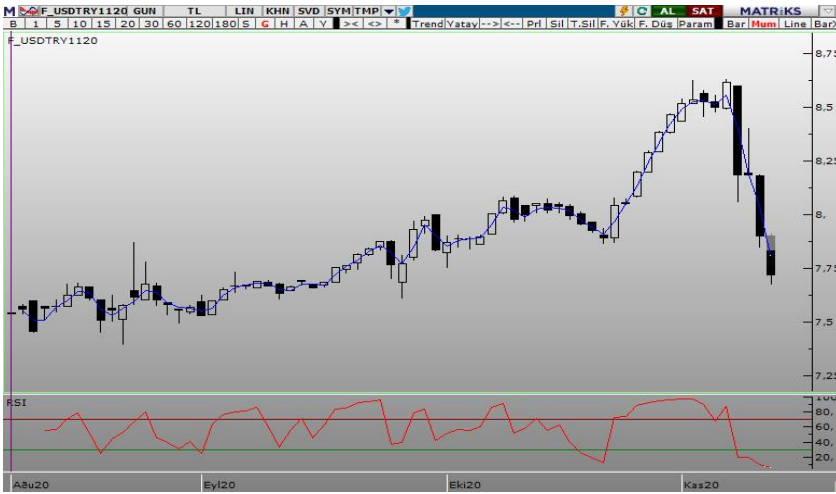 M F_USDTRY1120 GUN TL LIN KHN SVD SYM TMP AL SAT MATRİKS
B 1 5 10 15 20 30 60 120 180 S G H A Y >< <> * Trend Yatay --> <-- Prl Sil T.Sil F. Yük F. Düş Param Bar Mum Line Bar)
F_USDTRY1120
8,75
8,5
8,25
8,
7,75
7,5
7,25
RSI
100
80,
60,
40,
20,
Ağu20 Eyl20 Eki20 Kas20